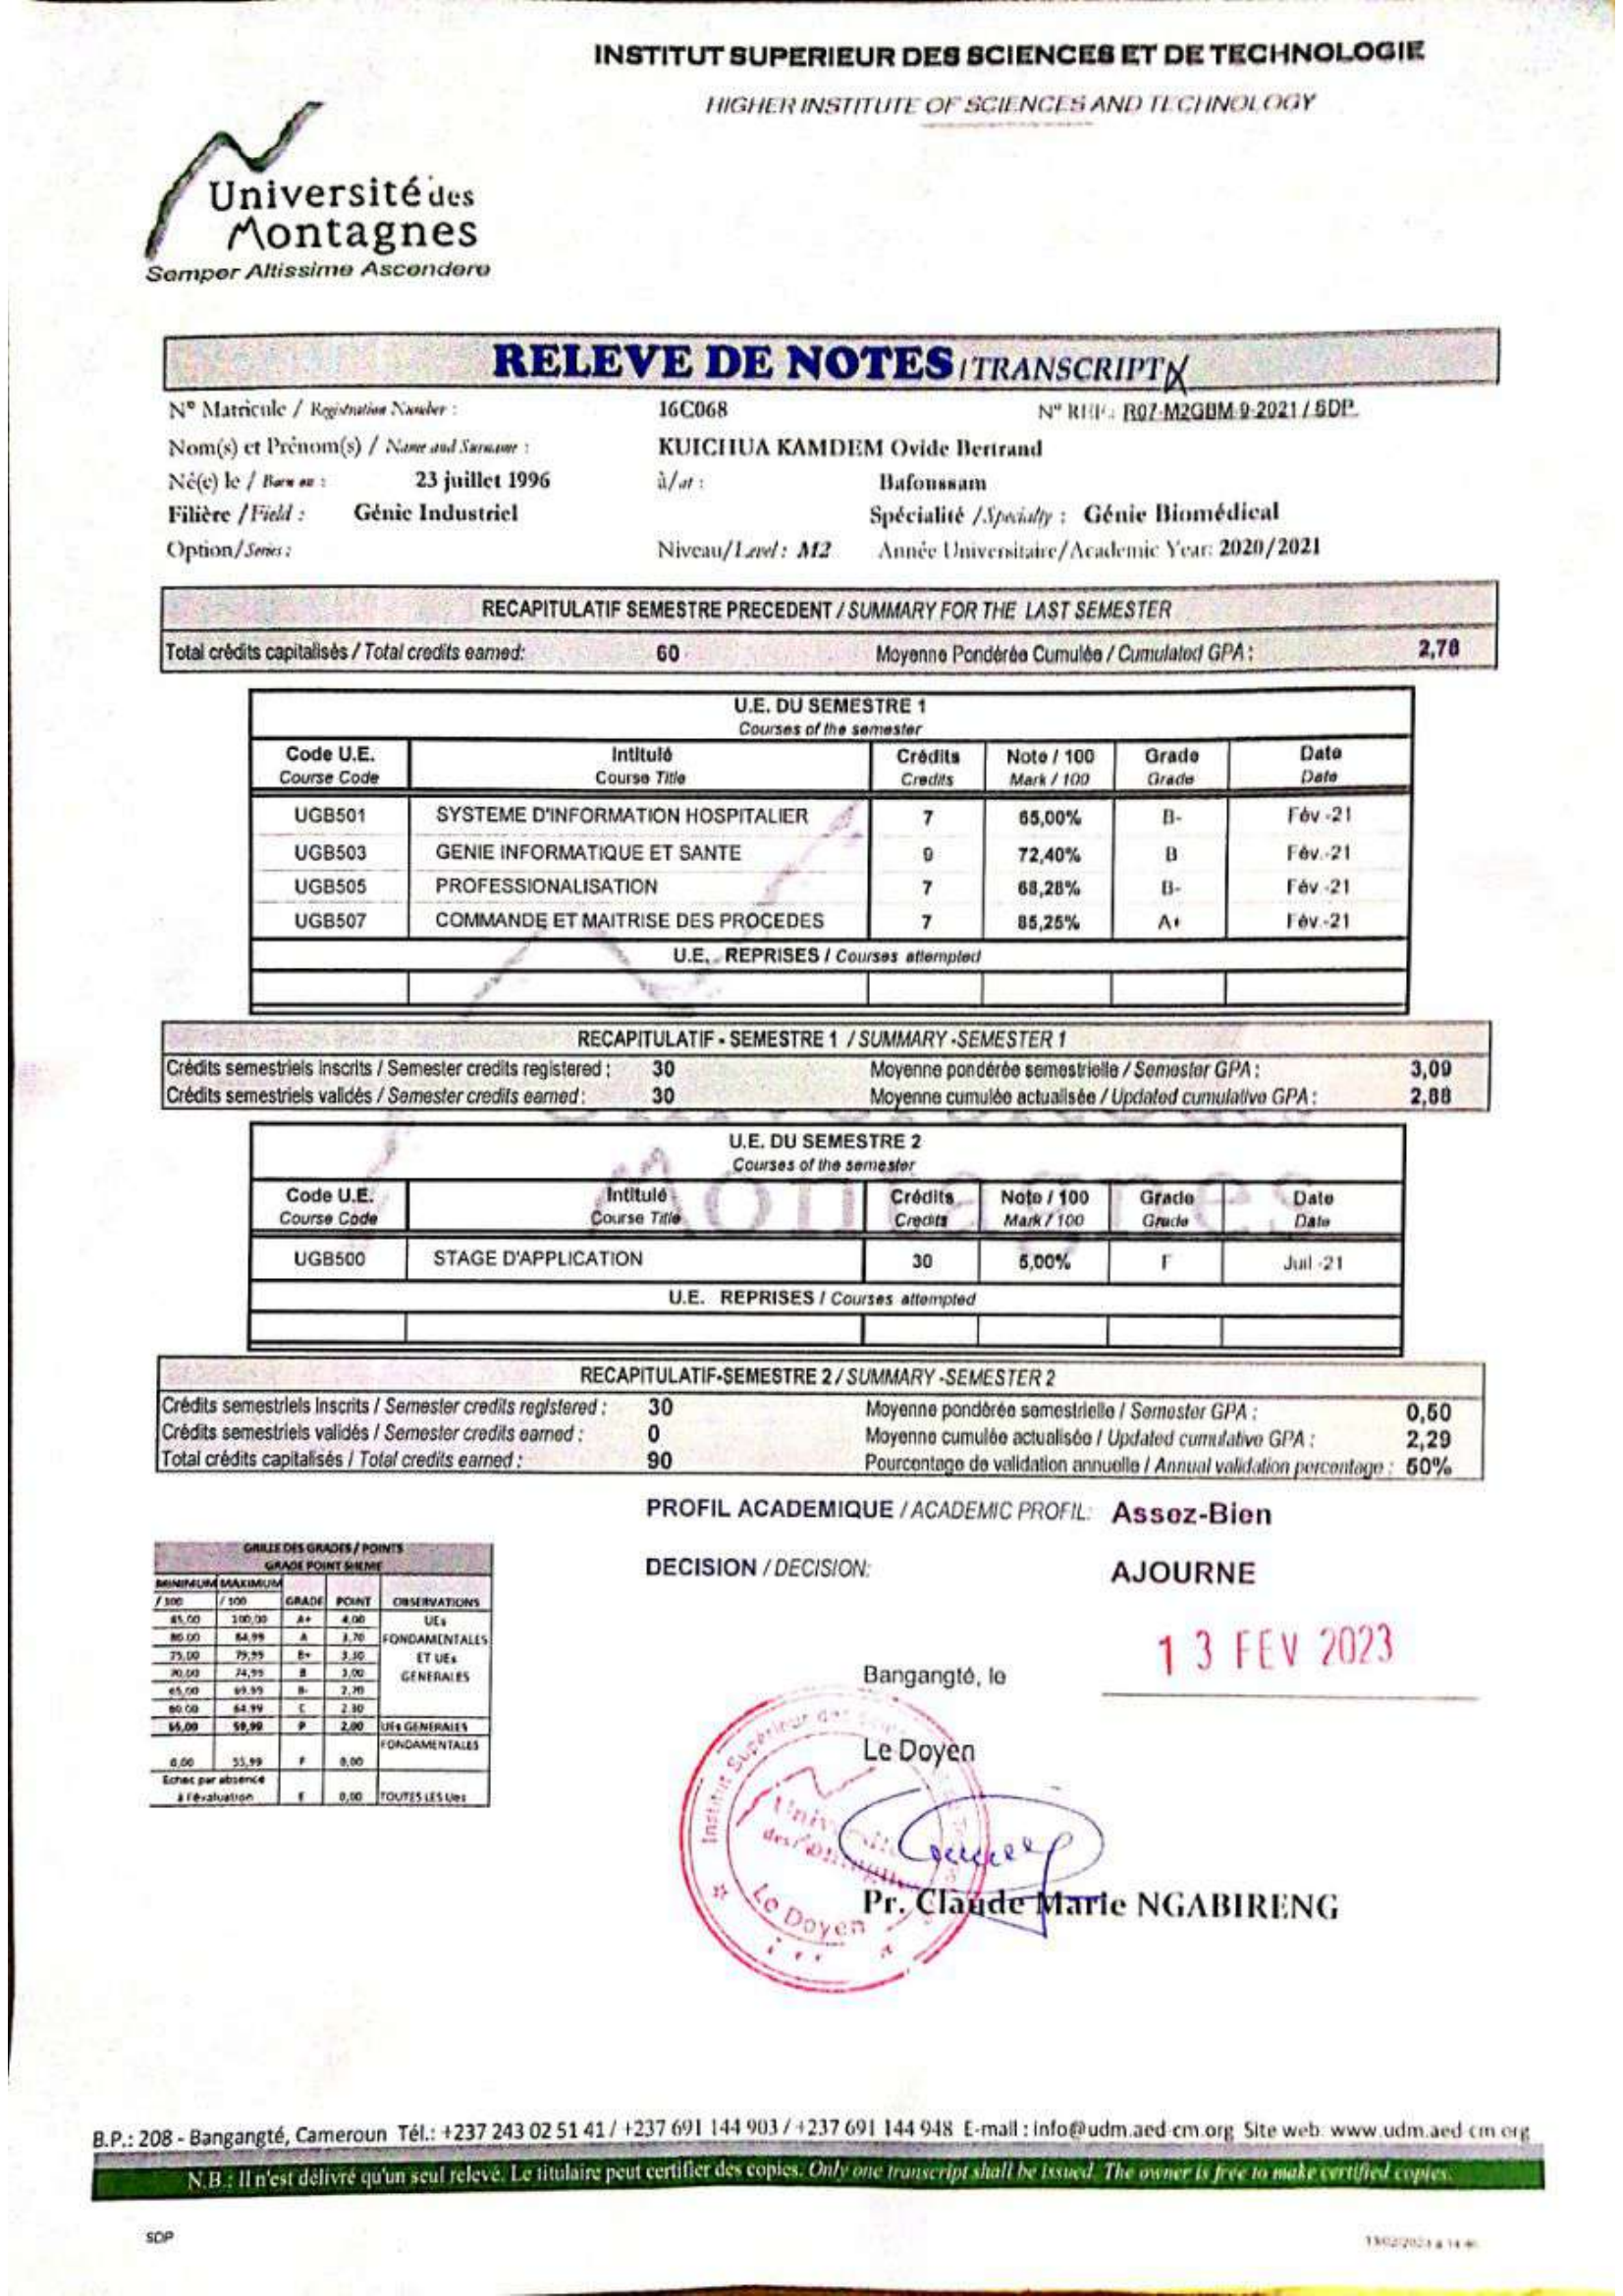 INSTITUT SUPERIEUR DES SCIENCES ET DE TECHNOLOGIE
HIGHER INSTITUTE OF SCIENCES AND TECHNOLOGY
Université des
Montagnes
Semper Altissime Ascendere
RELEVE DE NOTES / TRANSCRIPT
N° Matricule / Registration Number : 16C068 N° REF.: R07-M2GBM-9-2021 / SDP
Nom(s) et Prénom(s) / Name and Surname : KUICHUA KAMDEM Ovide Bertrand
Né(e) le / Born on : 23 juillet 1996 à/at : Bafoussam
Filière /Field : Génie Industriel Spécialité /Specialty : Génie Biomédical
Option/Series : Niveau/Level : M2 Année Universitaire/Academic Year: 2020/2021
RECAPITULATIF SEMESTRE PRECEDENT / SUMMARY FOR THE LAST SEMESTER
Total crédits capitalisés / Total credits earned: 60 Moyenne Pondérée Cumulée / Cumulated GPA : 2,78
U.E. DU SEMESTRE 1
Courses of the semester
Code U.E. Intitulé Crédits Note / 100 Grade Date
Course Code Course Title Credits Mark / 100 Grade Date
UGB501 SYSTEME D'INFORMATION HOSPITALIER 7 65,00% B- Fév -21
UGB503 GENIE INFORMATIQUE ET SANTE 9 72,40% B Fév.-21
UGB505 PROFESSIONALISATION 7 68,28% B- Fév -21
UGB507 COMMANDE ET MAITRISE DES PROCEDES 7 85,25% A+ Fév.-21
U.E. REPRISES / Courses attempted
RECAPITULATIF - SEMESTRE 1 / SUMMARY -SEMESTER 1
Crédits semestriels Inscrits / Semester credits registered : 30 Moyenne pondérée semestrielle / Semester GPA : 3,09
Crédits semestriels validés / Semester credits earned : 30 Moyenne cumulée actualisée / Updated cumulative GPA : 2,88
U.E. DU SEMESTRE 2
Courses of the semester
Code U.E. Intitulé Crédits Note / 100 Grade Date
Course Code Course Title Credits Mark / 100 Grade Date
UGB500 STAGE D'APPLICATION 30 5,00% F Juil -21
U.E. REPRISES / Courses attempted
RECAPITULATIF-SEMESTRE 2 / SUMMARY -SEMESTER 2
Crédits semestriels Inscrits / Semester credits registered : 30 Moyenne pondérée semestrielle / Semester GPA : 0,50
Crédits semestriels validés / Semester credits earned : 0 Moyenne cumulée actualisée / Updated cumulative GPA : 2,29
Total crédits capitalisés / Total credits earned : 90 Pourcentage de validation annuelle / Annual validation percentage : 50%
PROFIL ACADEMIQUE / ACADEMIC PROFIL: Assez-Bien
DECISION / DECISION: AJOURNE
GRILLE DES GRADES / POINTS
GRADE POINT SHEME
MINIMUM MAXIMUM
/ 100 / 100 GRADE POINT OBSERVATIONS
85,00 100,00 A+ 4,00 UEs
80,00 84,99 A 3,70 FONDAMENTALES
75,00 79,99 B+ 3,30 ET UEs
70,00 74,99 B 3,00 GENERALES
65,00 69,99 B- 2,70
60,00 64,99 C 2,30
55,00 59,99 P 2,00 UEs GENERALES
FONDAMENTALES
0,00 55,99 F 0,00
Echec par absence
à l'évaluation 0,00 TOUTES LES Ues
13 FEV 2023
Bangangté, le
Le Doyen
Institut Supérieur des
Université
des Montagnes
Le Doyen
Pr. Claude Marie NGABIRENG
B.P.: 208 - Bangangté, Cameroun Tél.: +237 243 02 51 41 / +237 691 144 903 / +237 691 144 948 E-mail : info@udm.aed-cm.org Site web: www.udm.aed-cm.org
N.B.: Il n'est délivré qu'un seul relevé. Le titulaire peut certifier des copies. Only one transcript shall be issued. The owner is free to make certified copies.
SDP